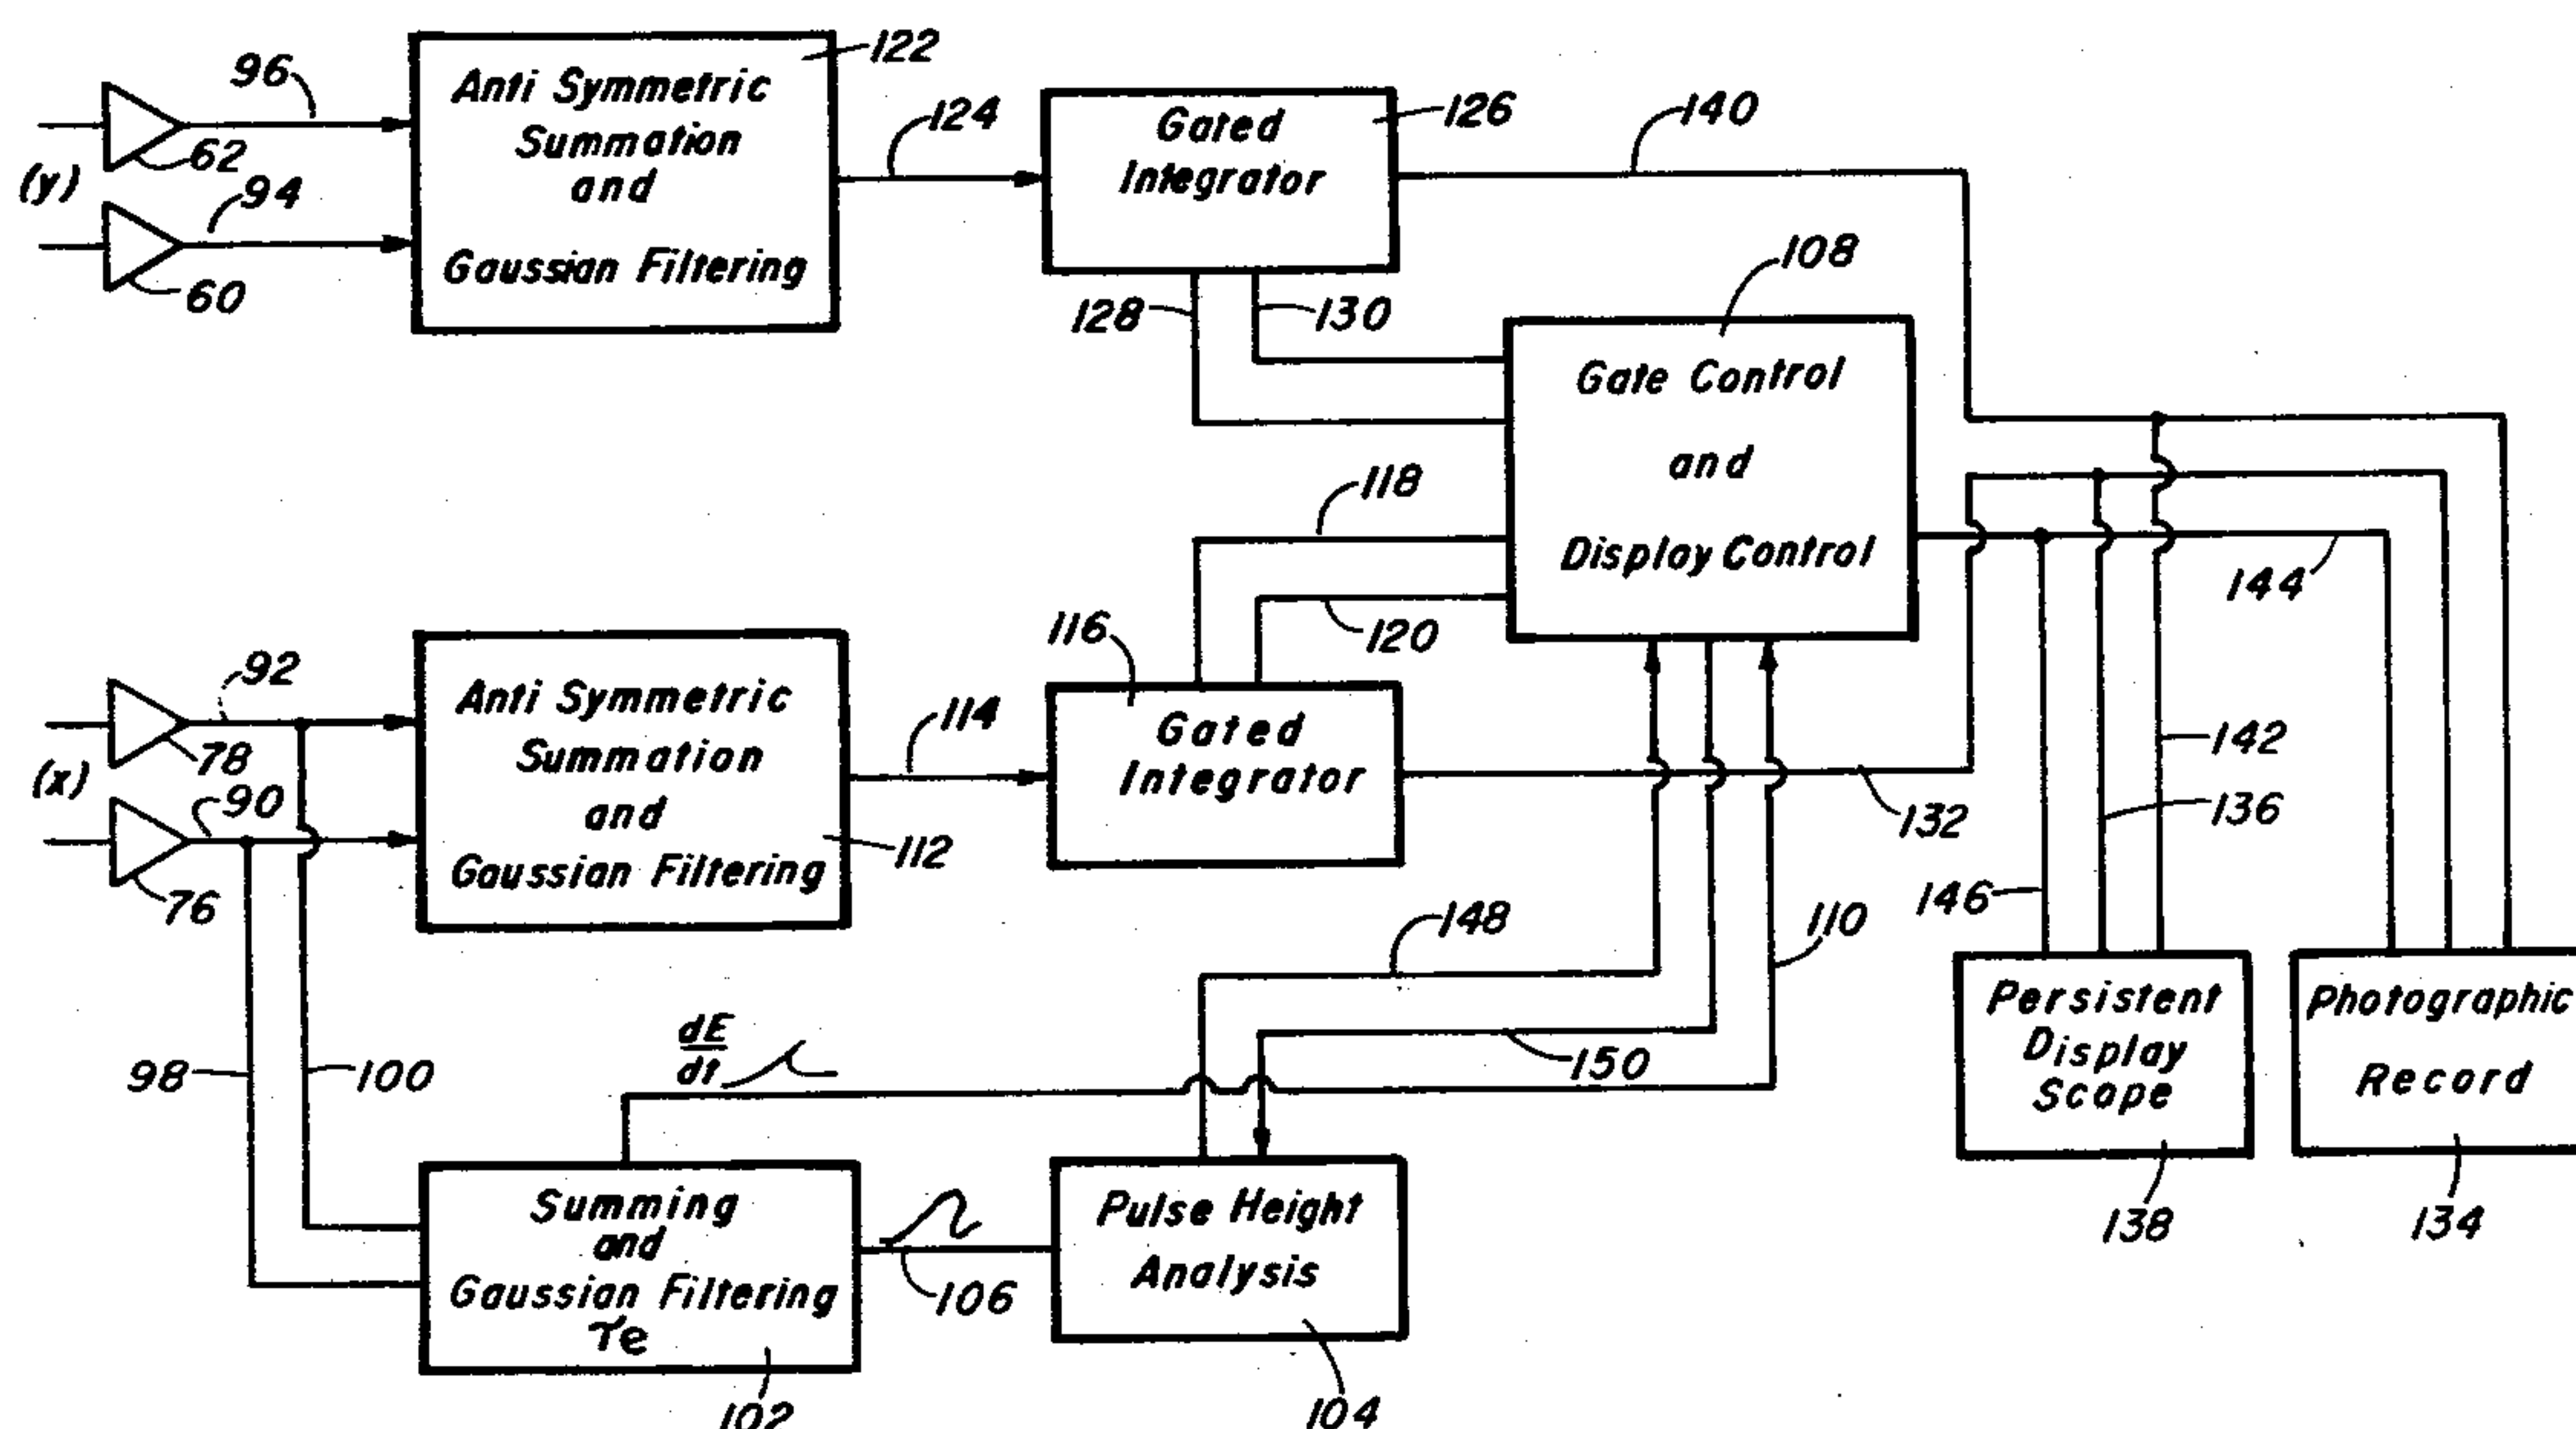 96
122
Anti Symmetric
Summation
and
Gaussian Filtering
62
(y)
94
60
124
Gated
Integrator
126
140
128
130
108
Gate Control
and
Display Control
118
120
144
92
78
(x)
90
76
Anti Symmetric
Summation
and
Gaussian Filtering
112
114
116
Gated
Integrator
132
142
136
146
148
110
150
98
100
dE
dt
Summing
and
Gaussian Filtering
τe
102
106
Pulse Height
Analysis
104
Persistent
Display
Scope
138
Photographic
Record
134